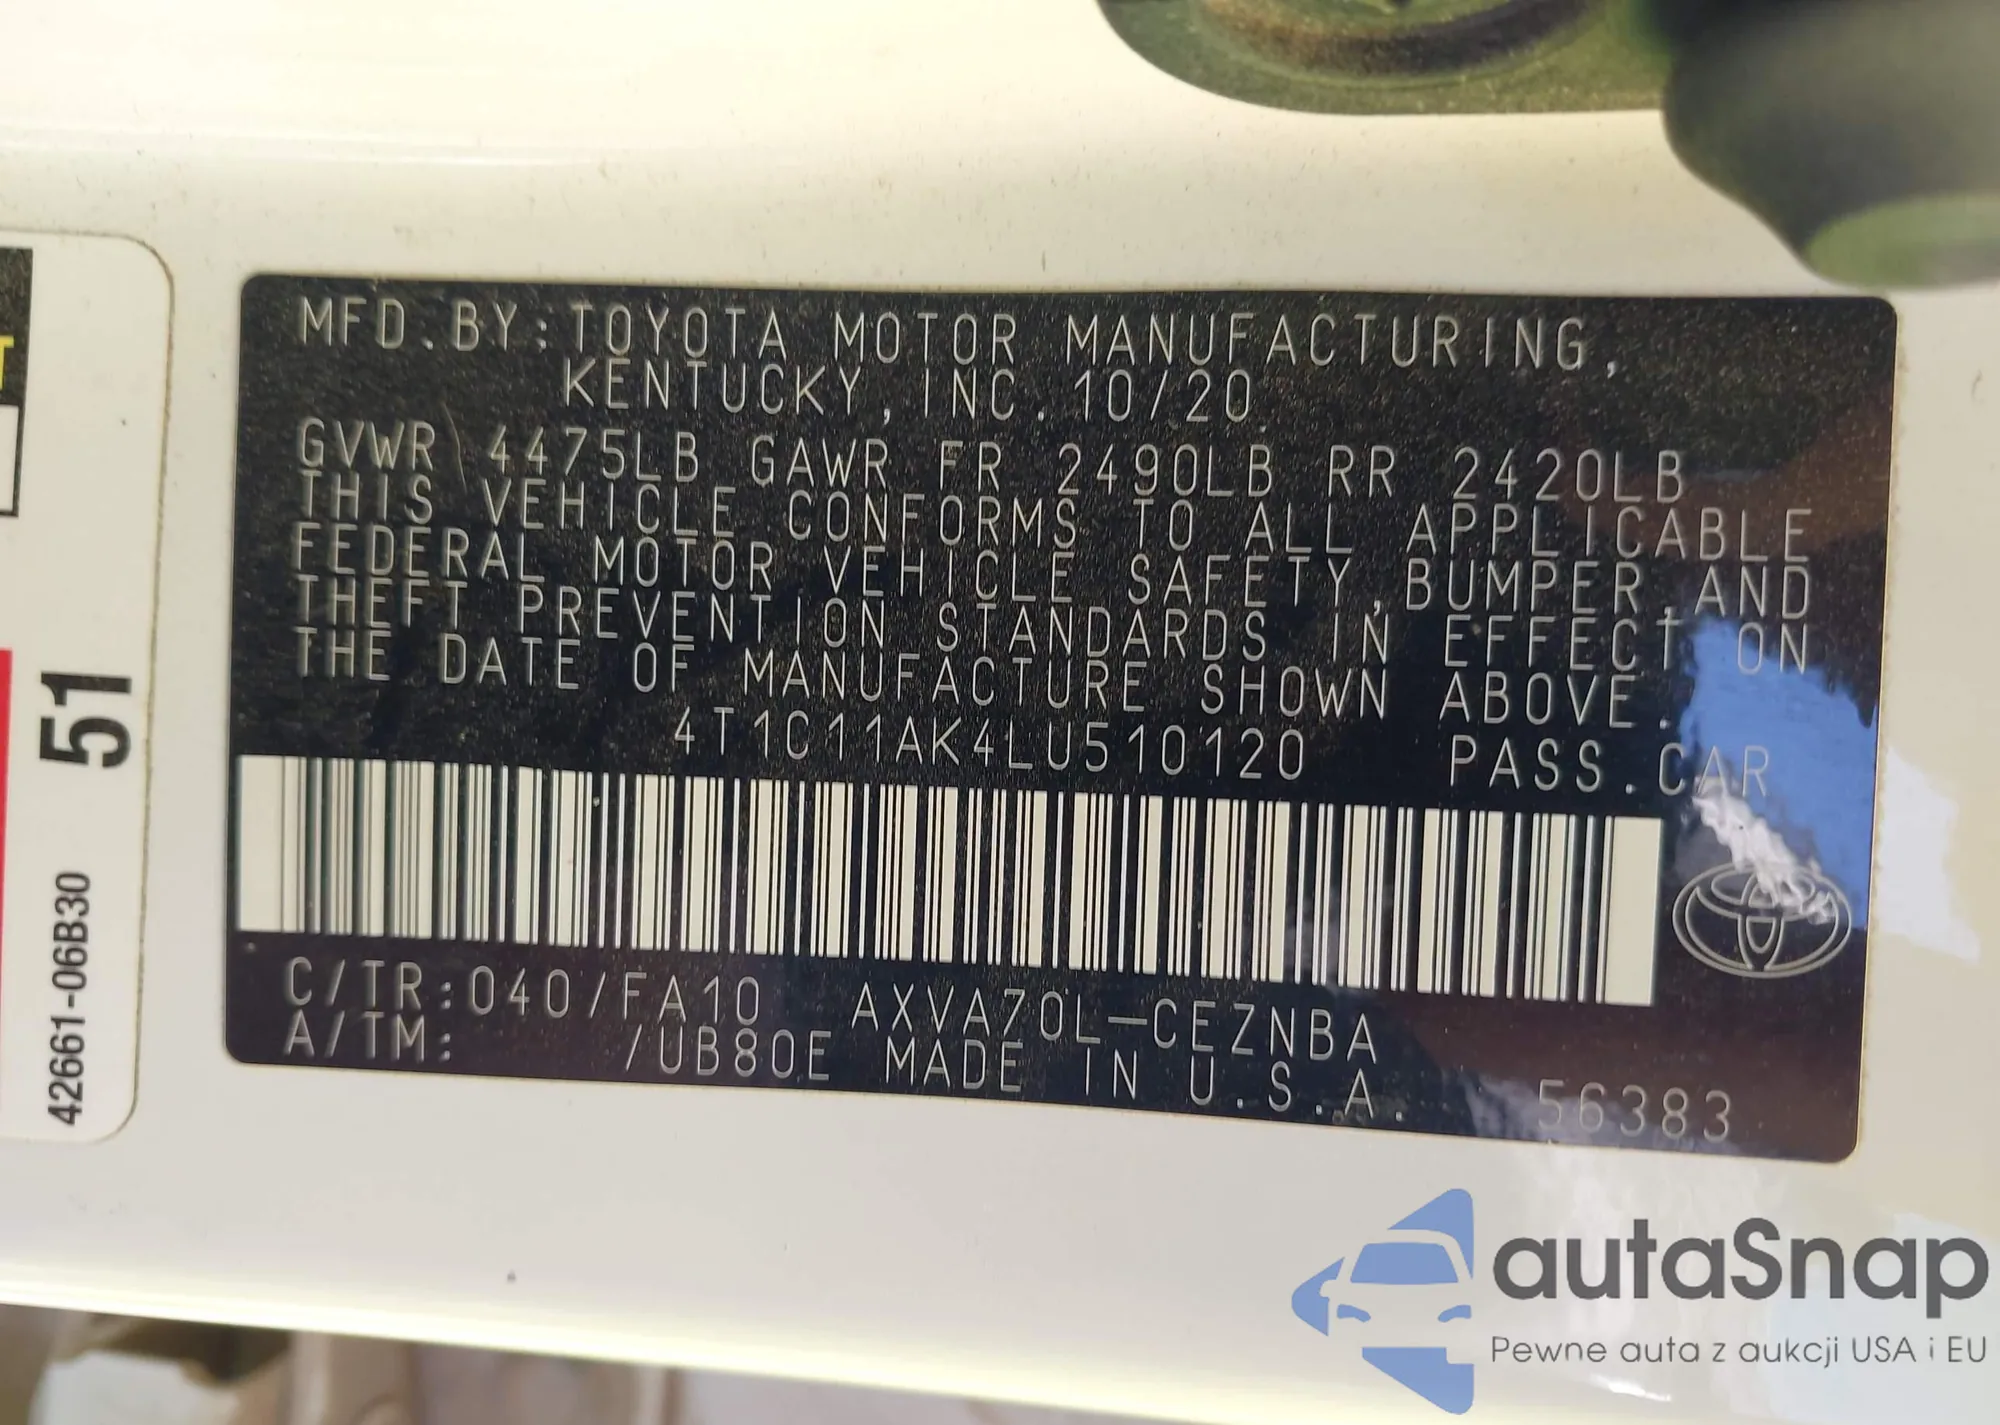 MFD.BY:TOYOTA MOTOR MANUFACTURING,
KENTUCKY,INC.10/20
GVWR 4475LB GAWR FR 2490LB RR 2420LB
THIS VEHICLE CONFORMS TO ALL APPLICABLE
FEDERAL MOTOR VEHICLE SAFETY,BUMPER,AND
THEFT PREVENTION STANDARDS IN EFFECT ON
THE DATE OF MANUFACTURE SHOWN ABOVE.
4T1C11AK4LU510120 PASS.CAR
C/TR:040/FA10 AXVA70L-CEZNBA
A/TM: /UB80E MADE IN U.S.A. 56383
T
51
42661-06B30
autaSnap
Pewne auta z aukcji USA i EU